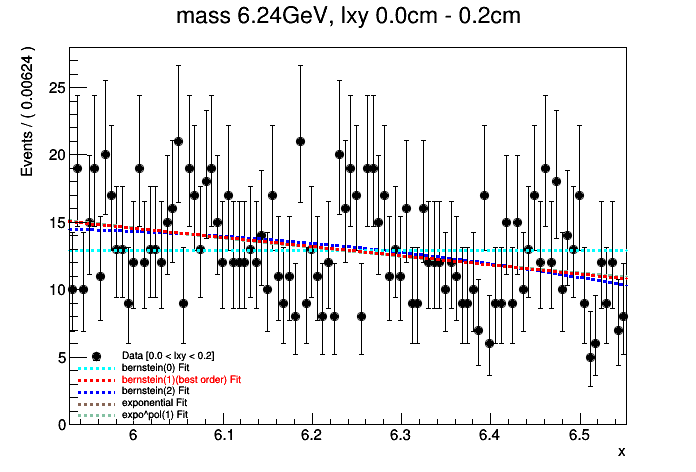 mass 6.24GeV, lxy 0.0cm - 0.2cm
Events / ( 0.00624 )
25
20
15
10
5
0
Data [0.0 < lxy < 0.2]
bernstein(0) Fit
bernstein(1)(best order) Fit
bernstein(2) Fit
exponential Fit
expo^pol(1) Fit
6 6.1 6.2 6.3 6.4 6.5
x